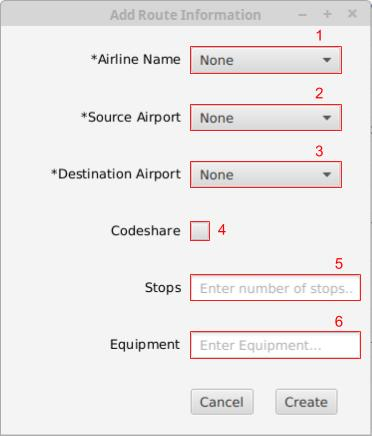 Add Route Information
1
*Airline Name None
2
*Source Airport None
3
*Destination Airport None
Codeshare 4
5
Stops Enter number of stops..
6
Equipment Enter Equipment...
Cancel Create